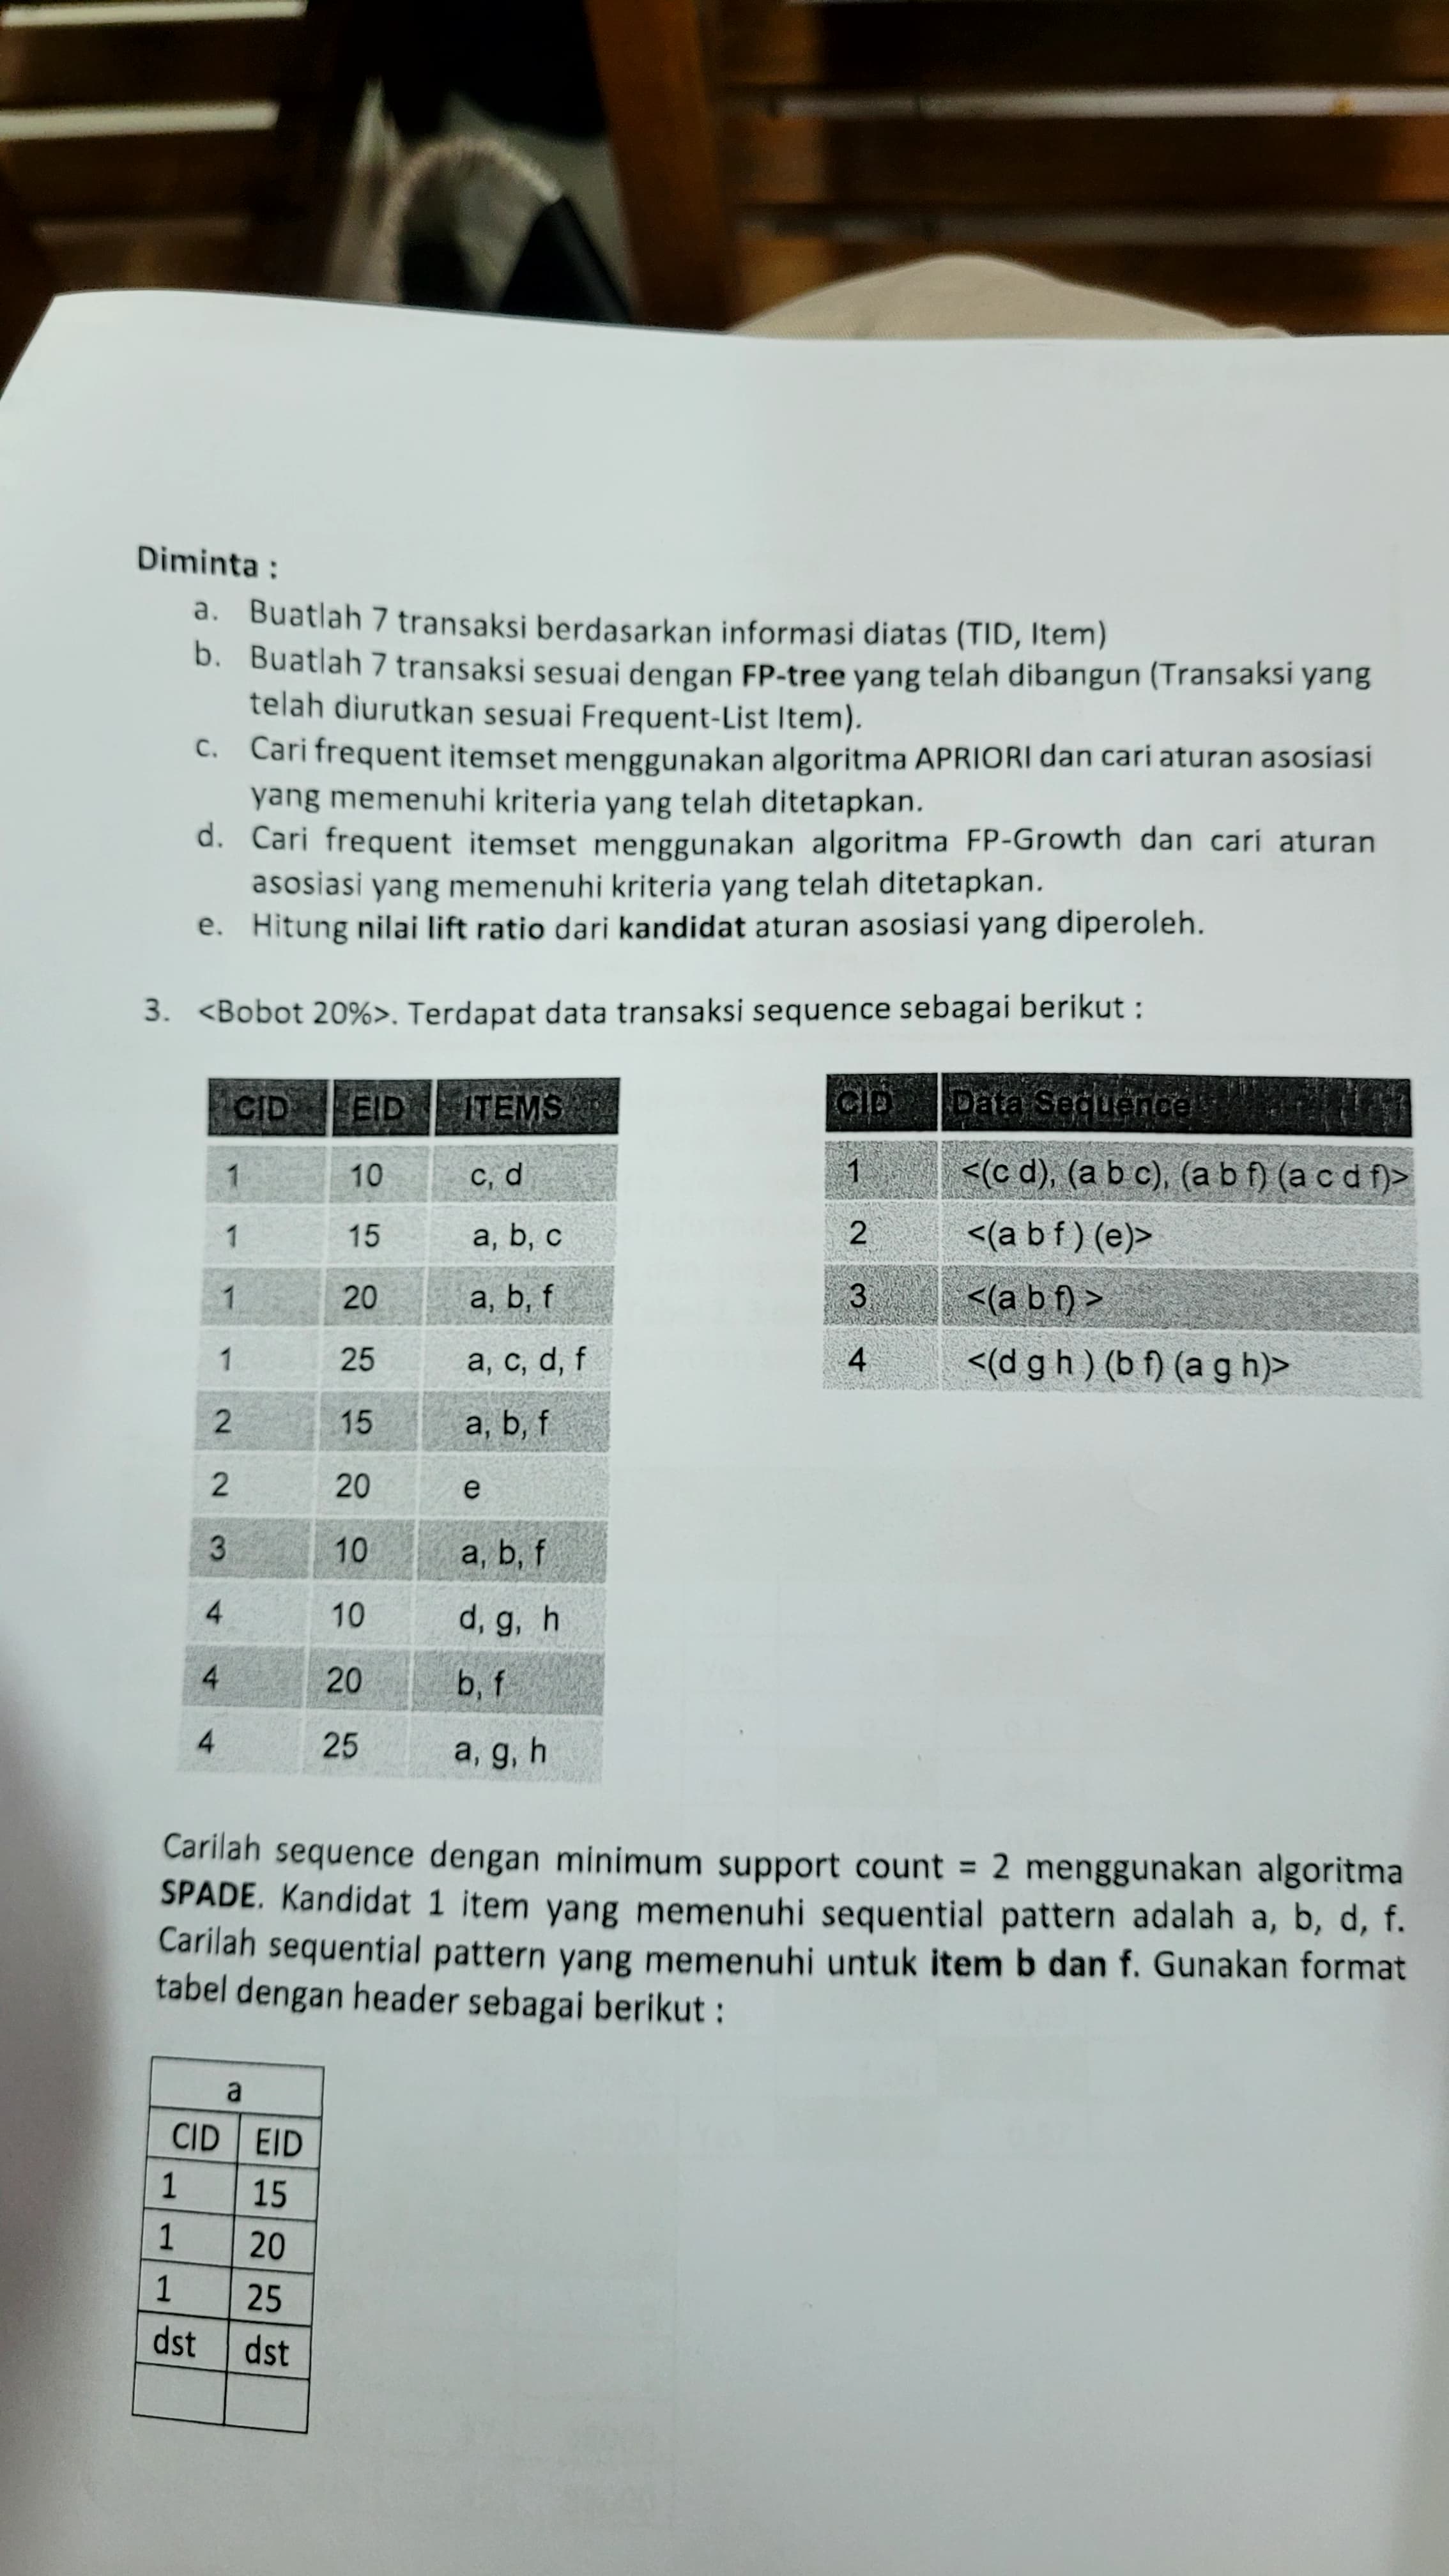 Diminta :
a. Buatlah 7 transaksi berdasarkan informasi diatas (TID, Item)
b. Buatlah 7 transaksi sesuai dengan FP-tree yang telah dibangun (Transaksi yang
telah diurutkan sesuai Frequent-List Item).
c. Cari frequent itemset menggunakan algoritma APRIORI dan cari aturan asosiasi
yang memenuhi kriteria yang telah ditetapkan.
d. Cari frequent itemset menggunakan algoritma FP-Growth dan cari aturan
asosiasi yang memenuhi kriteria yang telah ditetapkan.
e. Hitung nilai lift ratio dari kandidat aturan asosiasi yang diperoleh.
3. <Bobot 20%>. Terdapat data transaksi sequence sebagai berikut :
CID EID ITEMS
1 10 c, d
1 15 a, b, c
1 20 a, b, f
1 25 a, c, d, f
2 15 a, b, f
2 20 e
3 10 a, b, f
4 10 d, g, h
4 20 b, f
4 25 a, g, h
CID Data Sequence
1 <(c d), (a b c), (a b f) (a c d f)>
2 <(a b f ) (e)>
3 <(a b f) >
4 <(d g h ) (b f) (a g h)>
Carilah sequence dengan minimum support count = 2 menggunakan algoritma
SPADE. Kandidat 1 item yang memenuhi sequential pattern adalah a, b, d, f.
Carilah sequential pattern yang memenuhi untuk item b dan f. Gunakan format
tabel dengan header sebagai berikut :
a
CID EID
1 15
1 20
1 25
dst dst